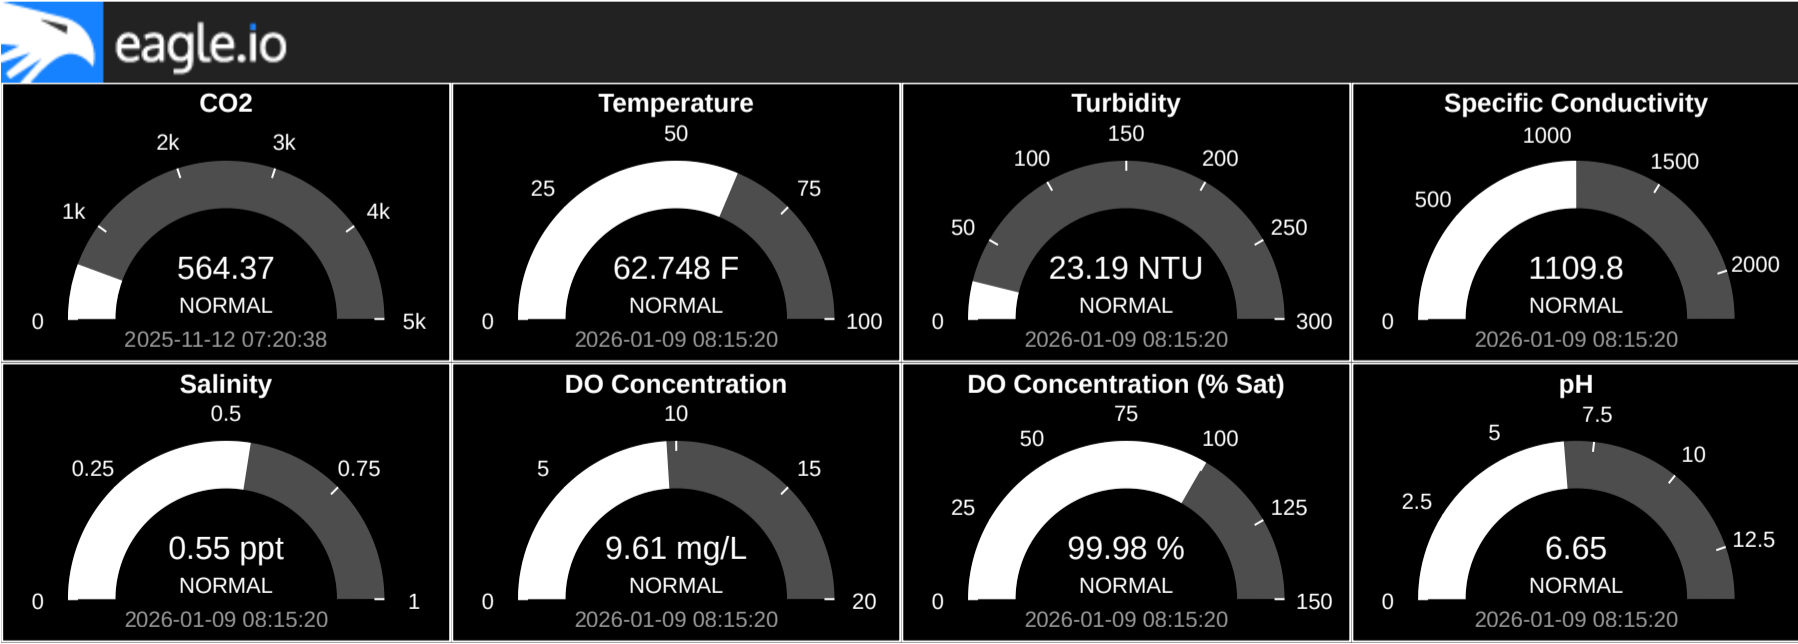 eagle.io
CO2
2k
3k
1k
4k
564.37
NORMAL
0
5k
2025-11-12 07:20:38
Temperature
50
25
75
62.748 F
NORMAL
0
100
2026-01-09 08:15:20
Turbidity
150
100
200
50
250
23.19 NTU
NORMAL
0
300
2026-01-09 08:15:20
Specific Conductivity
1000
1500
500
2000
1109.8
NORMAL
0
2026-01-09 08:15:20
Salinity
0.5
0.25
0.75
0.55 ppt
NORMAL
0
1
2026-01-09 08:15:20
DO Concentration
10
5
15
9.61 mg/L
NORMAL
0
20
2026-01-09 08:15:20
DO Concentration (% Sat)
75
50
100
25
125
99.98 %
NORMAL
0
150
2026-01-09 08:15:20
pH
7.5
5
10
2.5
12.5
6.65
NORMAL
0
2026-01-09 08:15:20